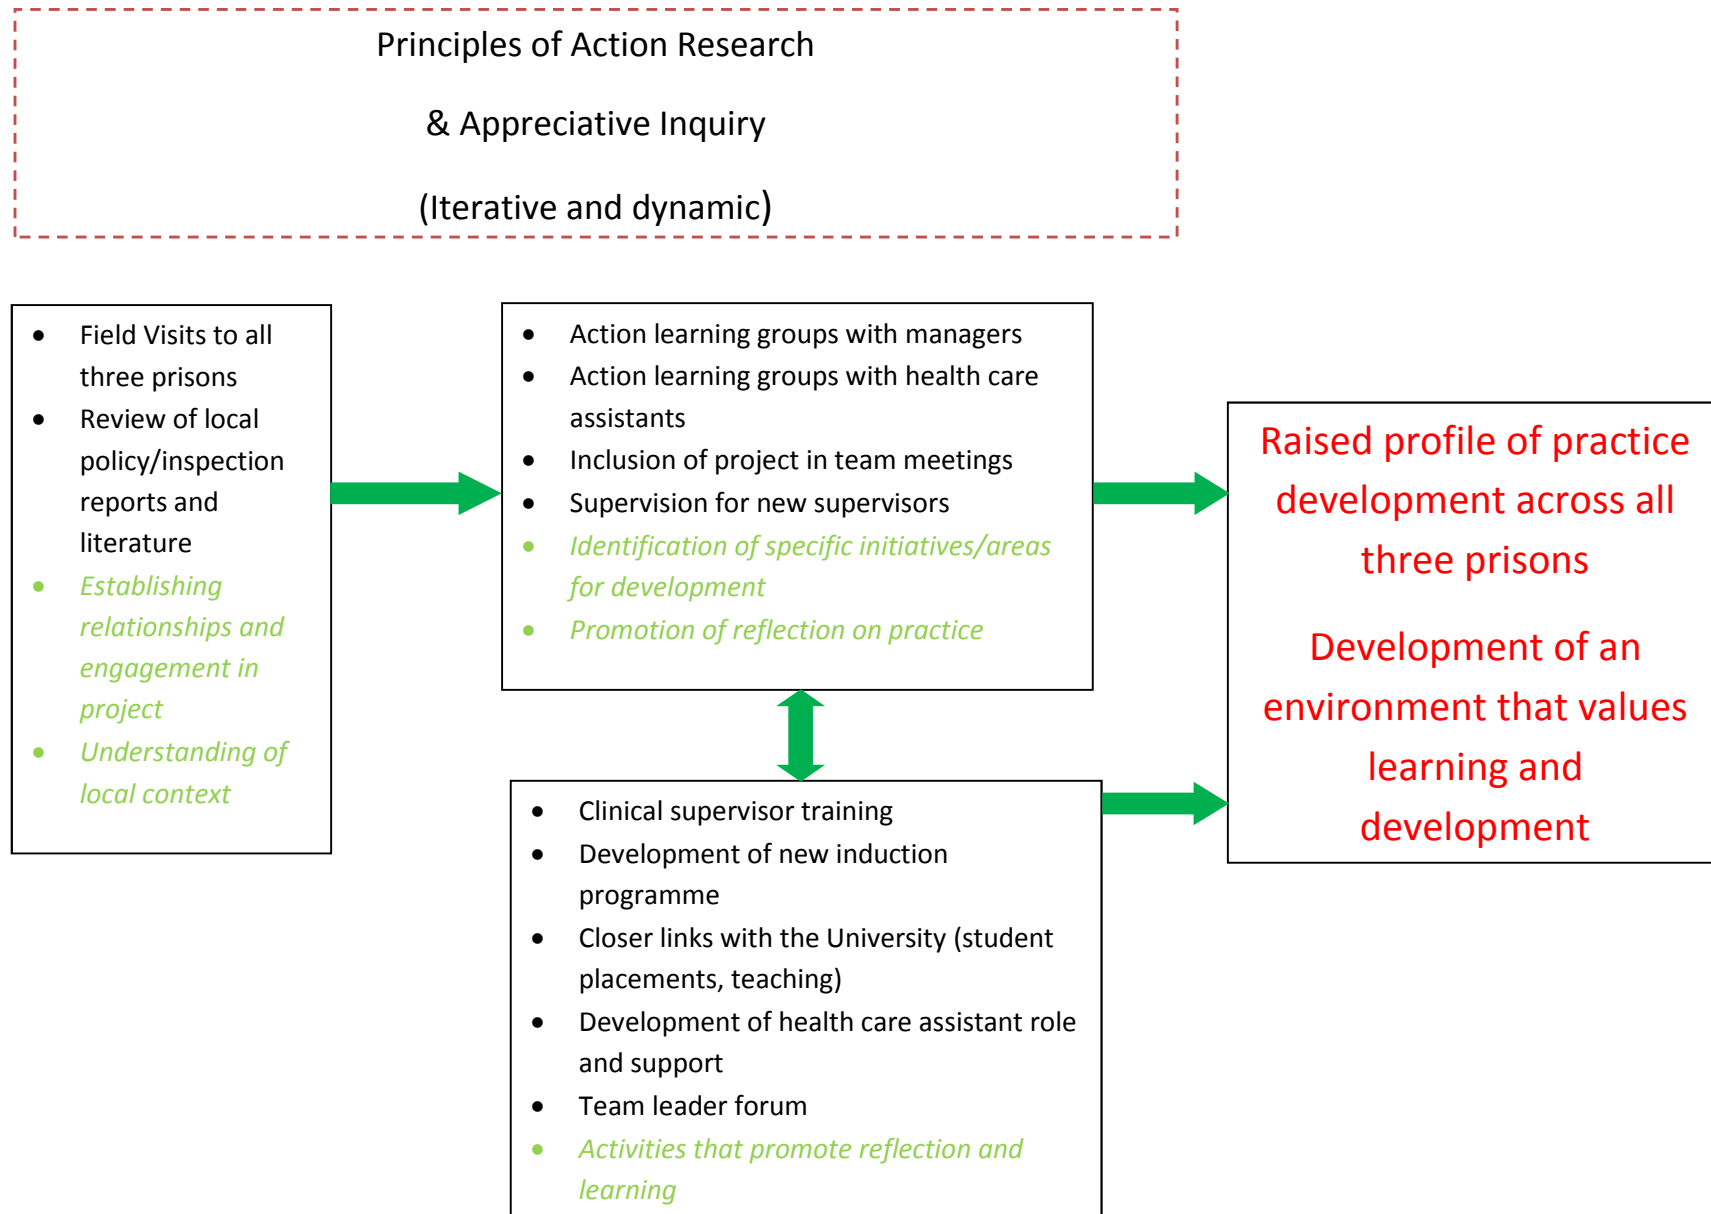 Principles of Action Research
& Appreciative Inquiry
(Iterative and dynamic)
• Field Visits to all
three prisons
• Review of local
policy/inspection
reports and
literature
• Establishing
relationships and
engagement in
project
• Understanding of
local context
• Action learning groups with managers
• Action learning groups with health care
assistants
• Inclusion of project in team meetings
• Supervision for new supervisors
• Identification of specific initiatives/areas
for development
• Promotion of reflection on practice
• Clinical supervisor training
• Development of new induction
programme
• Closer links with the University (student
placements, teaching)
• Development of health care assistant role
and support
• Team leader forum
• Activities that promote reflection and
learning
Raised profile of practice
development across all
three prisons
Development of an
environment that values
learning and
development